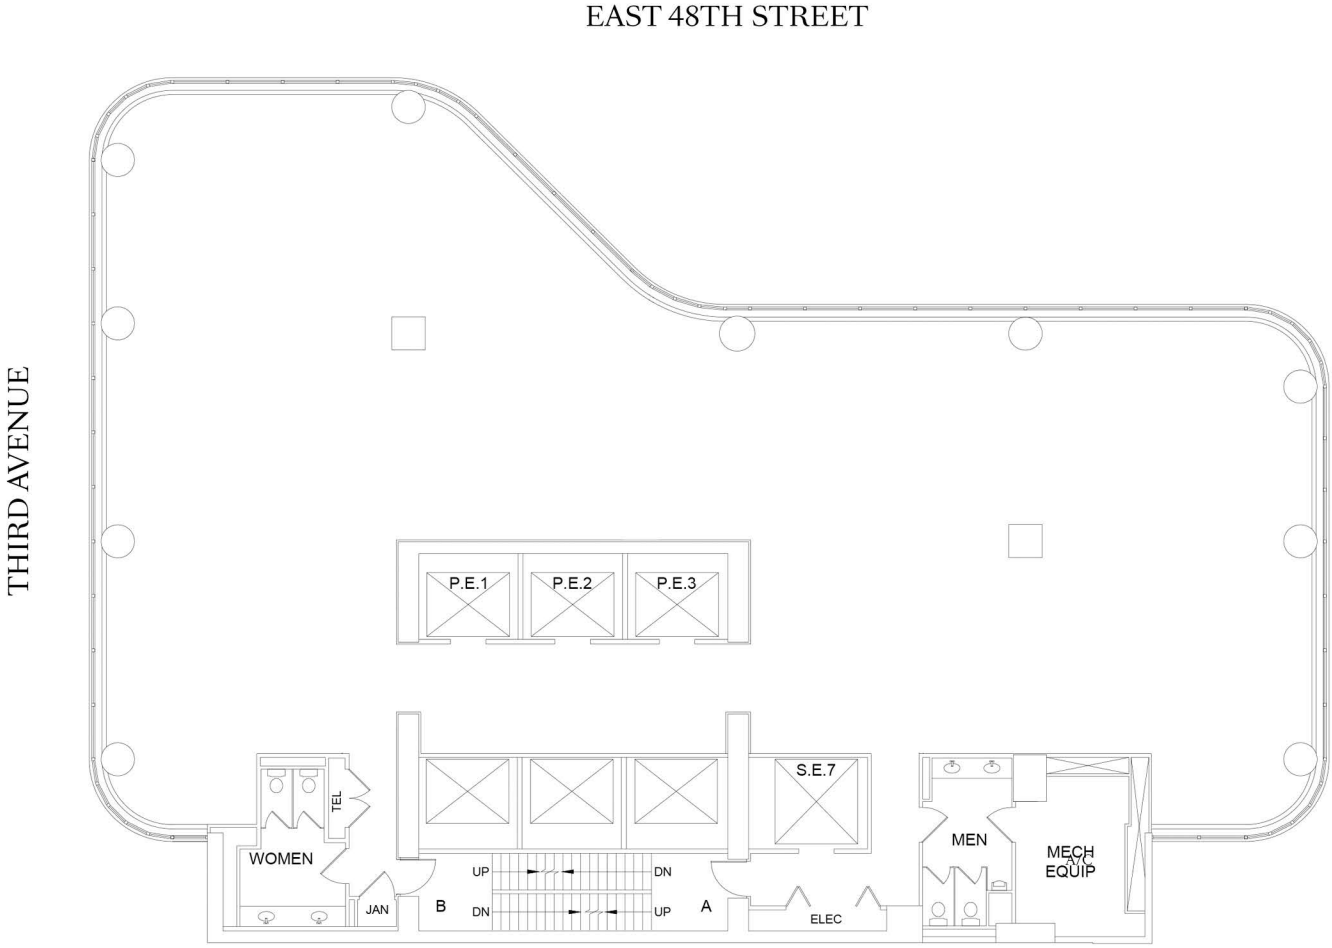 EAST 48TH STREET
THIRD AVENUE
P.E.1
P.E.2
P.E.3
S.E.7
TEL
WOMEN
MEN
MECH
A/C
EQUIP
UP
DN
B
A
JAN
DN
UP
ELEC